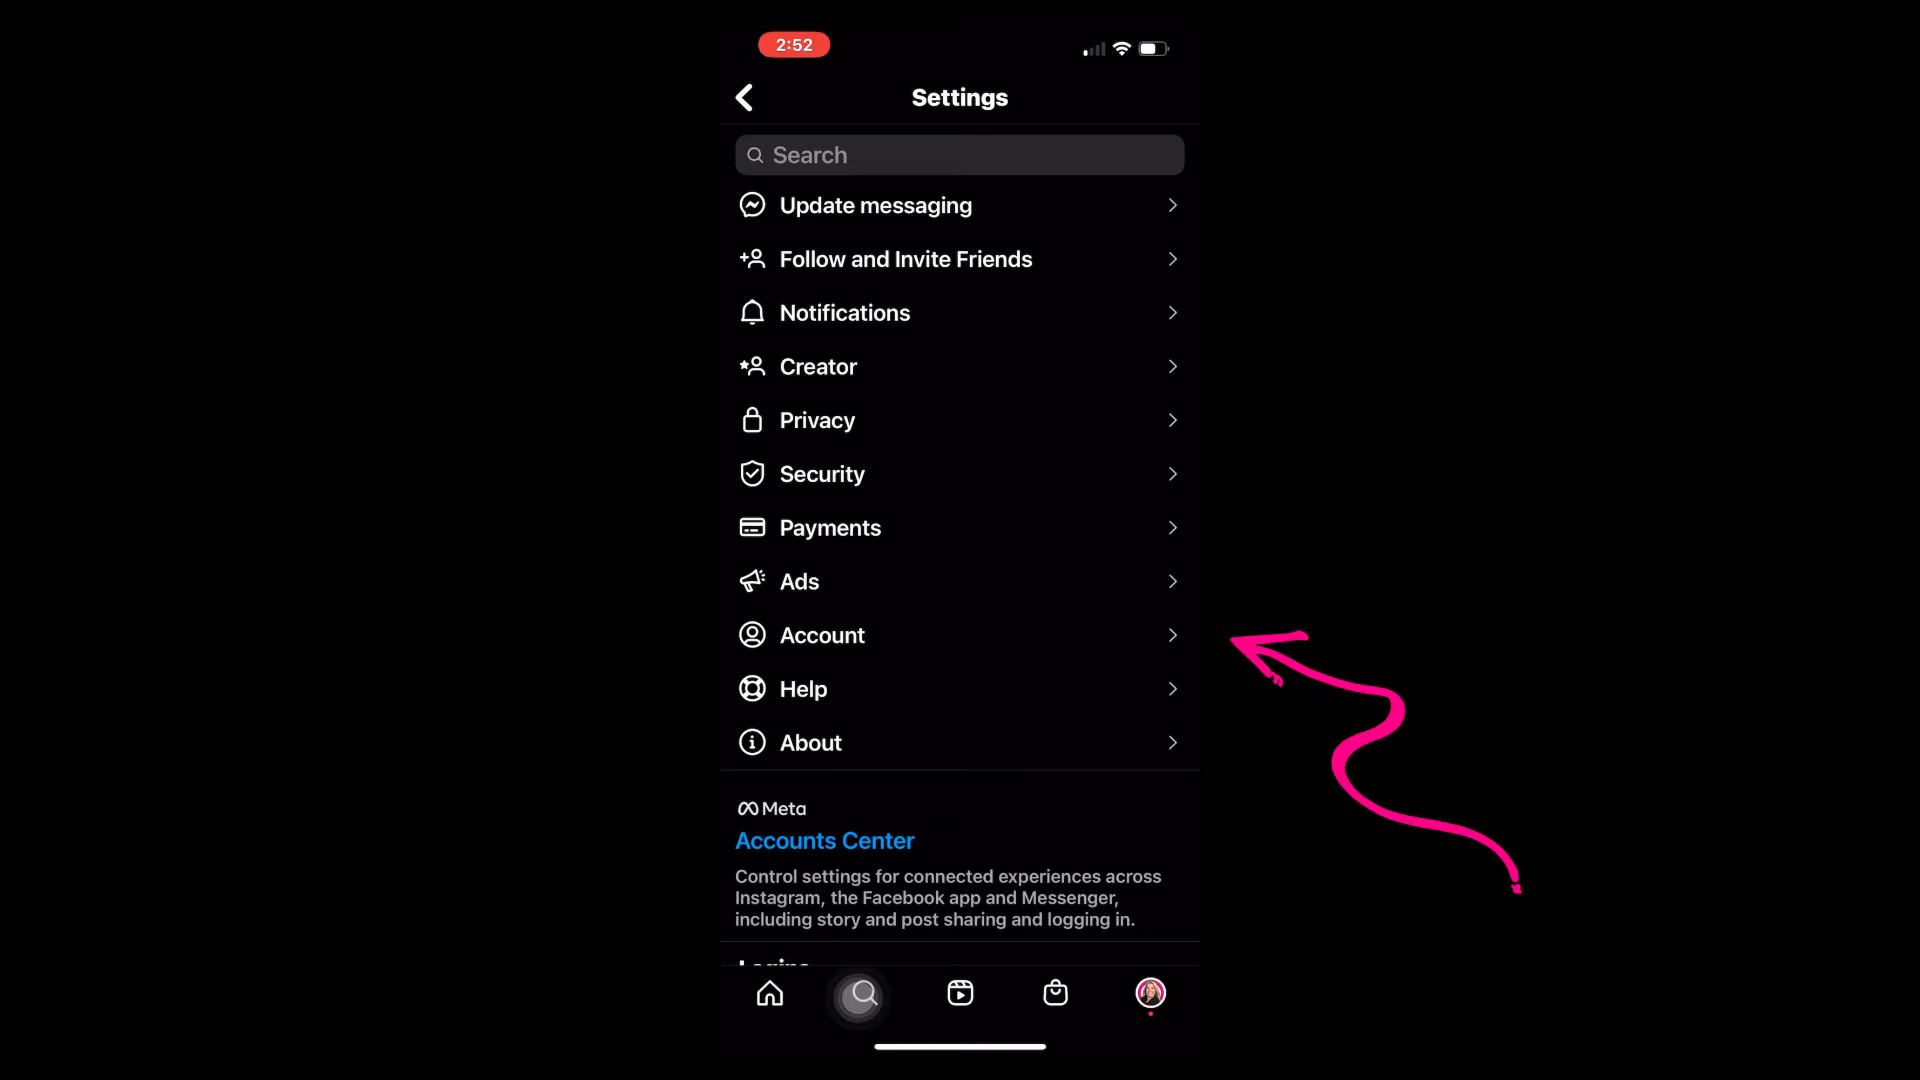 2:52
Settings
Search
Update messaging
Follow and Invite Friends
Notifications
Creator
Privacy
Security
Payments
Ads
Account
Help
About
Meta
Accounts Center
Control settings for connected experiences across
Instagram, the Facebook app and Messenger,
including story and post sharing and logging in.
Logins